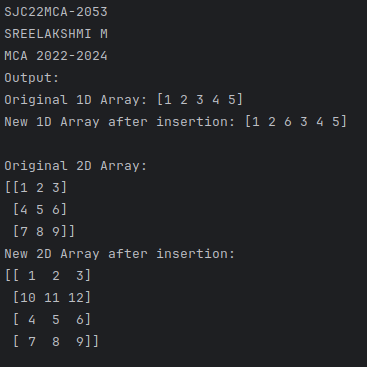 SJC22MCA-2053
SREELAKSHMI M
MCA 2022-2024
Output:
Original 1D Array: [1 2 3 4 5]
New 1D Array after insertion: [1 2 6 3 4 5]

Original 2D Array:
[[1 2 3]
 [4 5 6]
 [7 8 9]]
New 2D Array after insertion:
[[ 1  2  3]
 [10 11 12]
 [ 4  5  6]
 [ 7  8  9]]